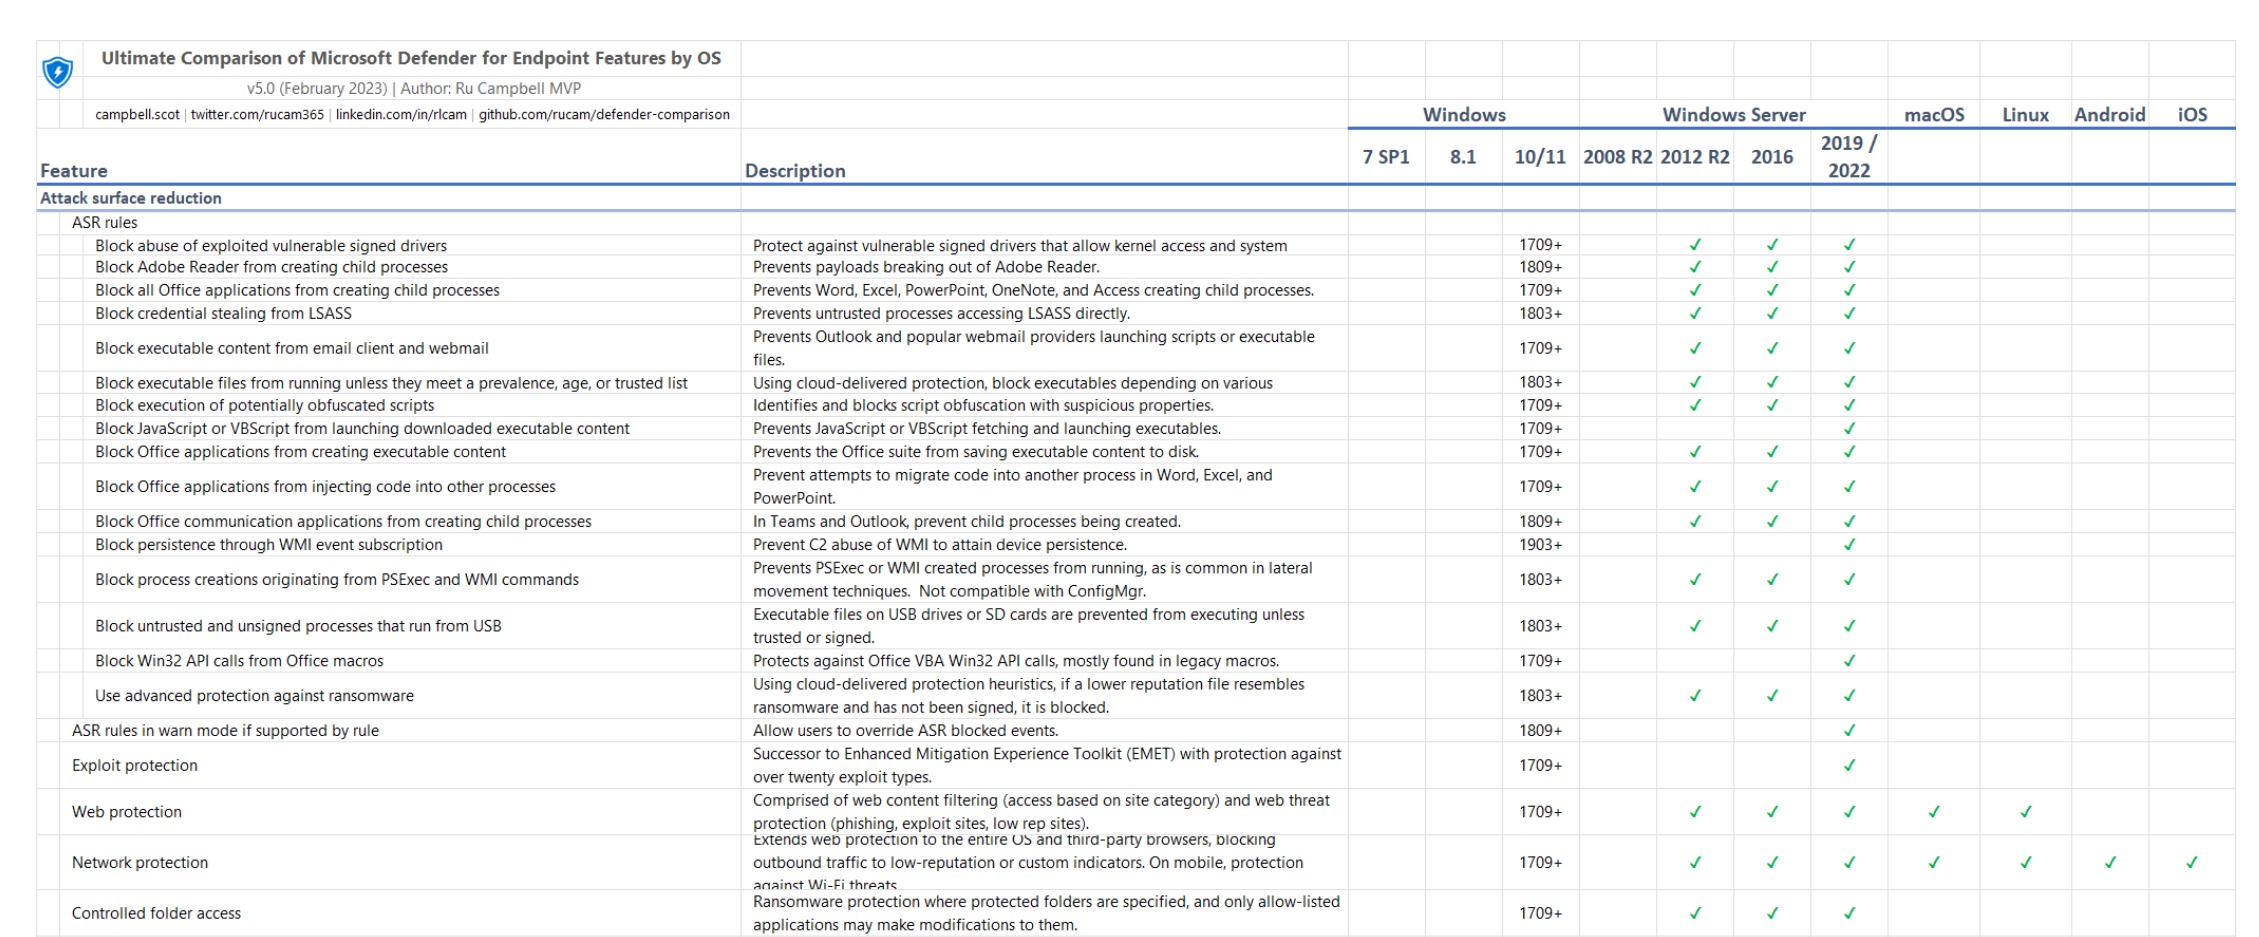 Ultimate Comparison of Microsoft Defender for Endpoint Features by OS
v5.0 (February 2023) | Author: Ru Campbell MVP
campbell.scot | twitter.com/rucam365 | linkedin.com/in/rlcam | github.com/rucam/defender-comparison
Windows Windows Server macOS Linux Android iOS
Feature Description 7 SP1 8.1 10/11 2008 R2 2012 R2 2016 2019 /
2022
Attack surface reduction
ASR rules
Block abuse of exploited vulnerable signed drivers Protect against vulnerable signed drivers that allow kernel access and system 1709+ ✓ ✓ ✓
Block Adobe Reader from creating child processes Prevents payloads breaking out of Adobe Reader. 1809+ ✓ ✓ ✓
Block all Office applications from creating child processes Prevents Word, Excel, PowerPoint, OneNote, and Access creating child processes. 1709+ ✓ ✓ ✓
Block credential stealing from LSASS Prevents untrusted processes accessing LSASS directly. 1803+ ✓ ✓ ✓
Block executable content from email client and webmail Prevents Outlook and popular webmail providers launching scripts or executable
files. 1709+ ✓ ✓ ✓
Block executable files from running unless they meet a prevalence, age, or trusted list Using cloud-delivered protection, block executables depending on various 1803+ ✓ ✓ ✓
Block execution of potentially obfuscated scripts Identifies and blocks script obfuscation with suspicious properties. 1709+ ✓ ✓ ✓
Block JavaScript or VBScript from launching downloaded executable content Prevents JavaScript or VBScript fetching and launching executables. 1709+ ✓
Block Office applications from creating executable content Prevents the Office suite from saving executable content to disk. 1709+ ✓ ✓ ✓
Block Office applications from injecting code into other processes Prevent attempts to migrate code into another process in Word, Excel, and
PowerPoint. 1709+ ✓ ✓ ✓
Block Office communication applications from creating child processes In Teams and Outlook, prevent child processes being created. 1809+ ✓ ✓ ✓
Block persistence through WMI event subscription Prevent C2 abuse of WMI to attain device persistence. 1903+ ✓
Block process creations originating from PSExec and WMI commands Prevents PSExec or WMI created processes from running, as is common in lateral
movement techniques. Not compatible with ConfigMgr. 1803+ ✓ ✓ ✓
Block untrusted and unsigned processes that run from USB Executable files on USB drives or SD cards are prevented from executing unless
trusted or signed. 1803+ ✓ ✓ ✓
Block Win32 API calls from Office macros Protects against Office VBA Win32 API calls, mostly found in legacy macros. 1709+ ✓
Use advanced protection against ransomware Using cloud-delivered protection heuristics, if a lower reputation file resembles
ransomware and has not been signed, it is blocked. 1803+ ✓ ✓ ✓
ASR rules in warn mode if supported by rule Allow users to override ASR blocked events. 1809+ ✓
Exploit protection Successor to Enhanced Mitigation Experience Toolkit (EMET) with protection against
over twenty exploit types. 1709+ ✓
Web protection Comprised of web content filtering (access based on site category) and web threat
protection (phishing, exploit sites, low rep sites). 1709+ ✓ ✓ ✓ ✓ ✓
Network protection Extends web protection to the entire OS and third-party browsers, blocking
outbound traffic to low-reputation or custom indicators. On mobile, protection
against Wi-Fi threats 1709+ ✓ ✓ ✓ ✓ ✓ ✓ ✓
Controlled folder access Ransomware protection where protected folders are specified, and only allow-listed
applications may make modifications to them. 1709+ ✓ ✓ ✓